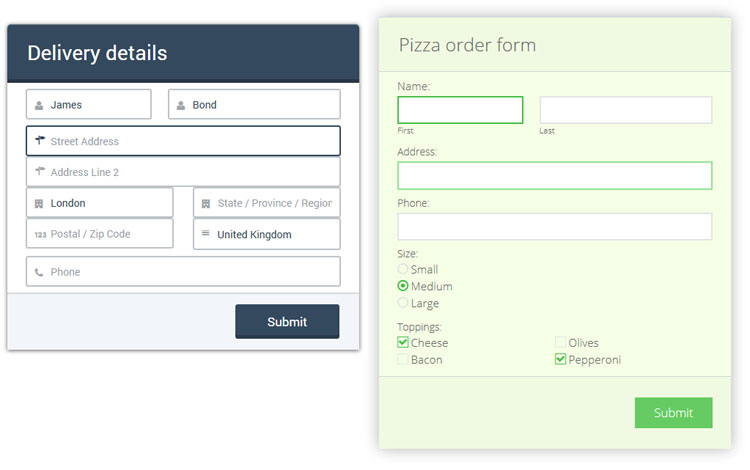 Delivery details
James Bond
Street Address
Address Line 2
London State / Province / Region
123 Postal / Zip Code United Kingdom
Phone
Submit
Pizza order form
Name:
First Last
Address:
Phone:
Size:
Small
Medium
Large
Toppings:
Cheese Olives
Bacon Pepperoni
Submit